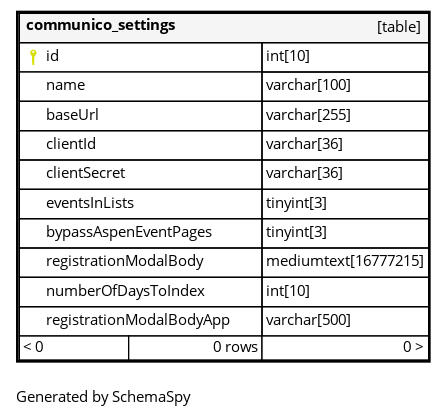 communico_settings [table]
id int[10]
name varchar[100]
baseUrl varchar[255]
clientId varchar[36]
clientSecret varchar[36]
eventsInLists tinyint[3]
bypassAspenEventPages tinyint[3]
registrationModalBody mediumtext[16777215]
numberOfDaysToIndex int[10]
registrationModalBodyApp varchar[500]
< 0 0 rows 0 >
Generated by SchemaSpy